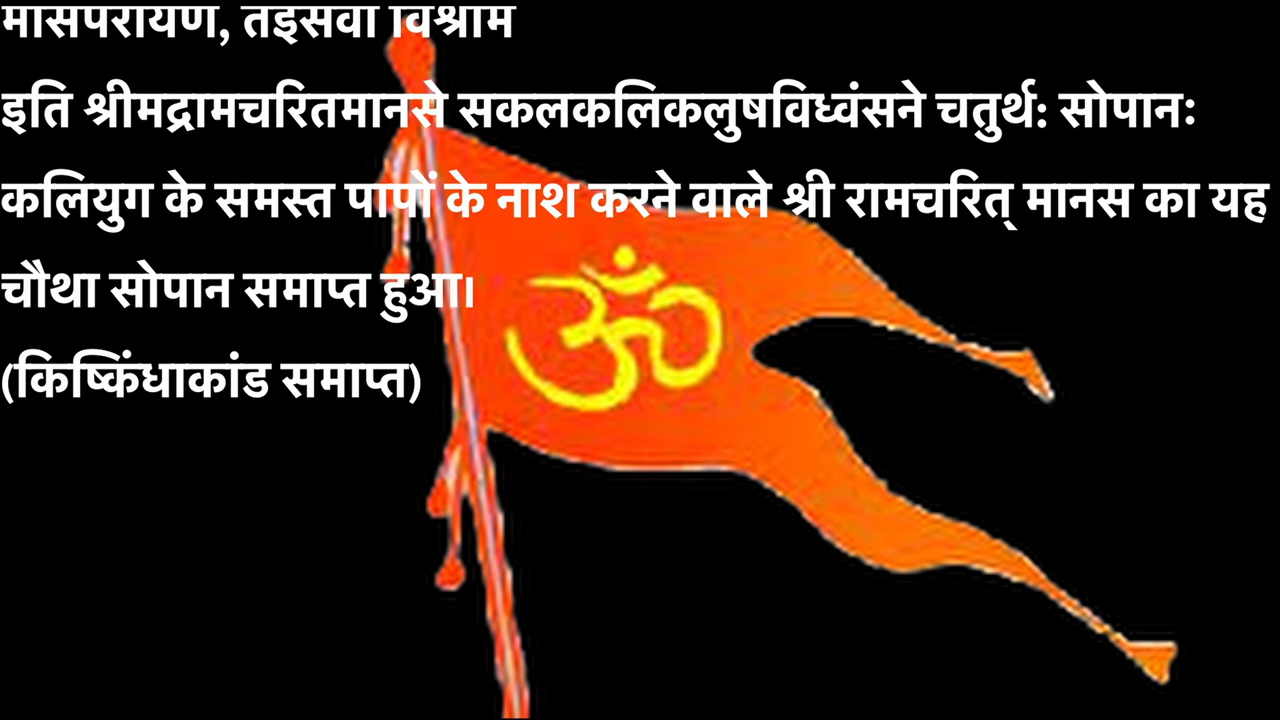 मासपरायण, तेइसवा विश्राम
इति श्रीमद्रामचरितमानसे सकलकलिकलुषविध्वंसने चतुर्थ: सोपानः
कलियुग के समस्त पापों के नाश करने वाले श्री रामचरित् मानस का यह
चौथा सोपान समाप्त हुआ।
(किष्किंधाकांड समाप्त)
ॐ